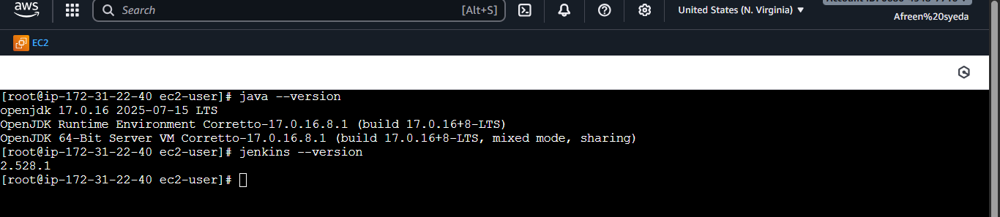 aws
Search
[Alt+S]
United States (N. Virginia)
Afreen%20syeda
EC2
[root@ip-172-31-22-40 ec2-user]# java --version
openjdk 17.0.16 2025-07-15 LTS
OpenJDK Runtime Environment Corretto-17.0.16.8.1 (build 17.0.16+8-LTS)
OpenJDK 64-Bit Server VM Corretto-17.0.16.8.1 (build 17.0.16+8-LTS, mixed mode, sharing)
[root@ip-172-31-22-40 ec2-user]# jenkins --version
2.528.1
[root@ip-172-31-22-40 ec2-user]#